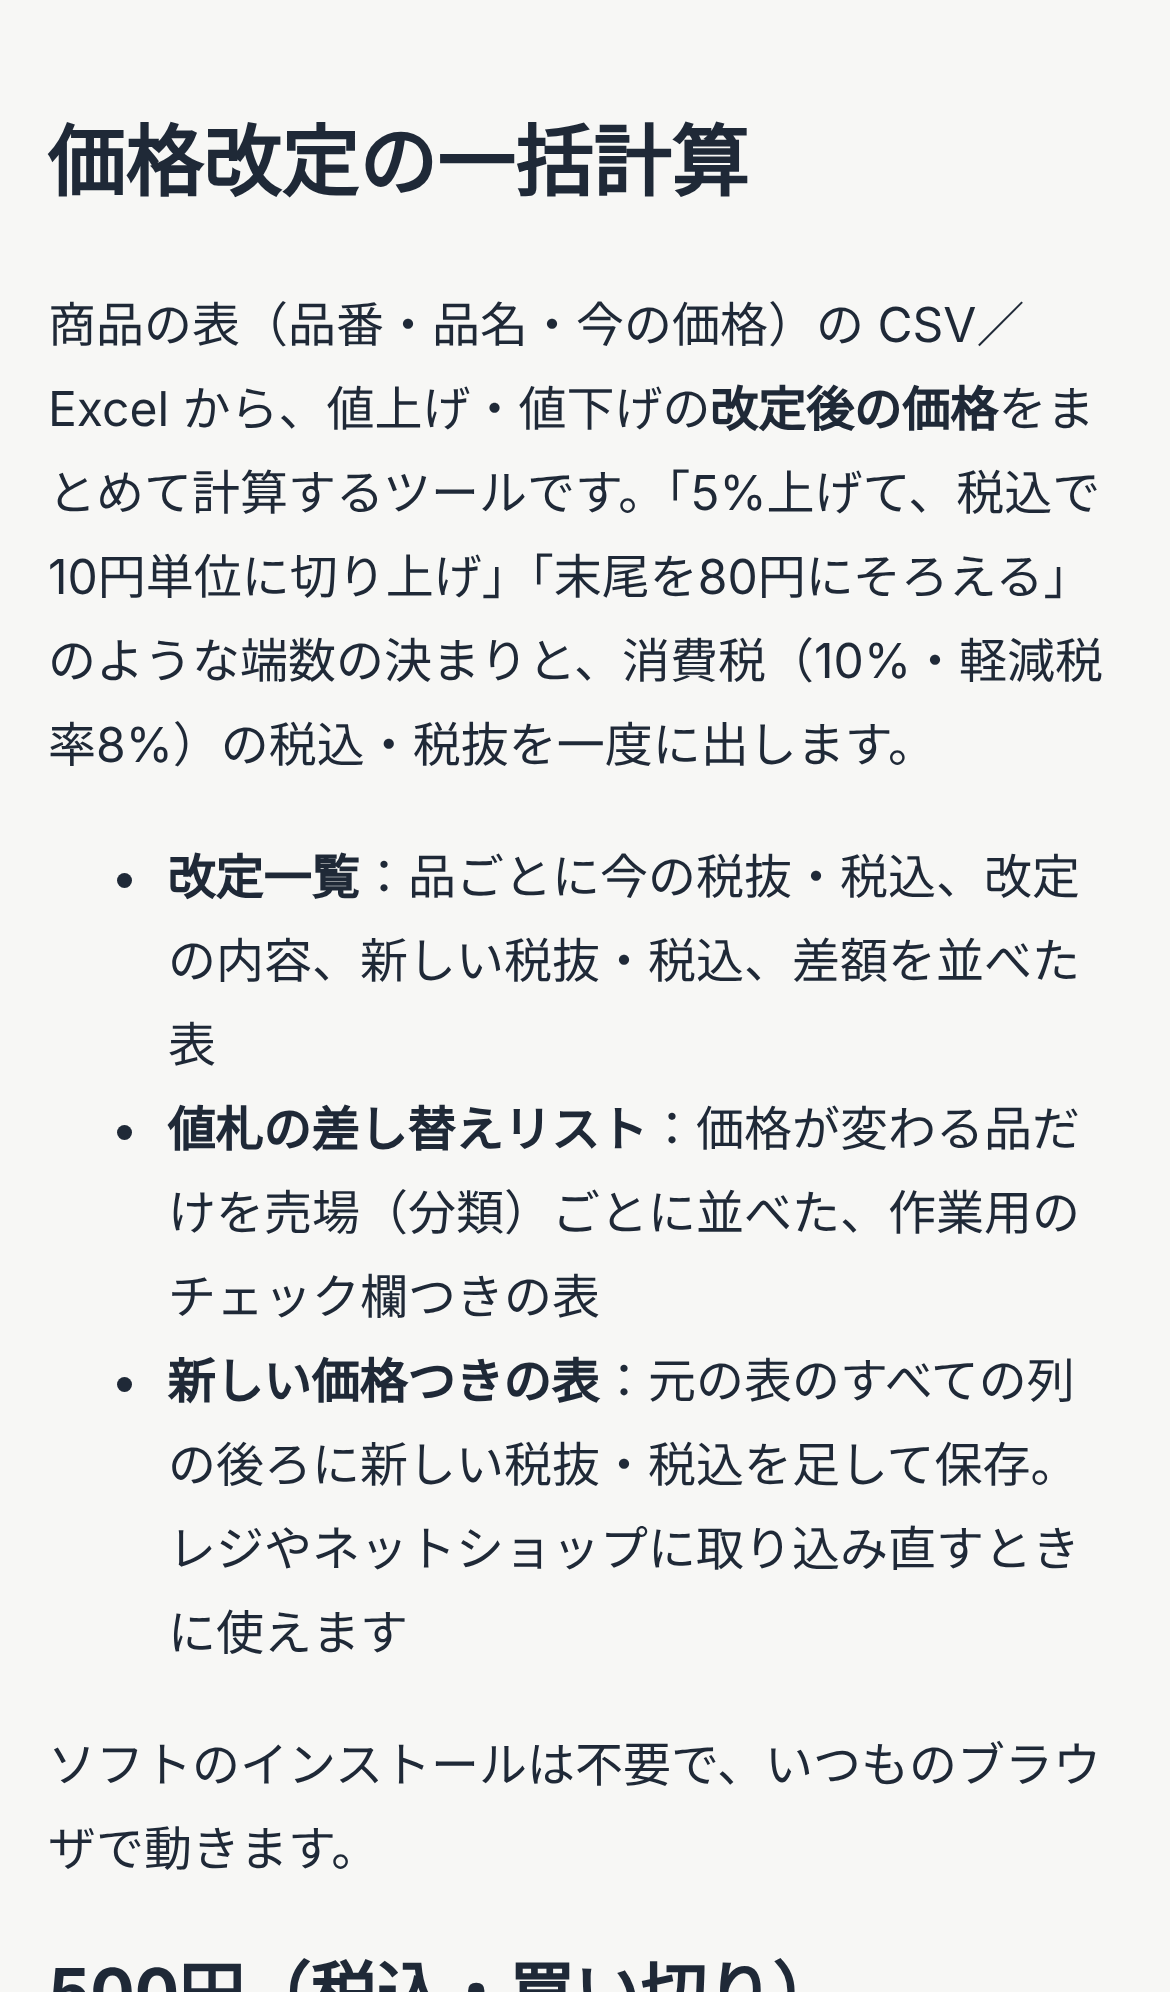 価格改定の一括計算
商品の表（品番・品名・今の価格）の CSV／
Excel から、値上げ・値下げの改定後の価格をま
とめて計算するツールです。「5%上げて、税込で
10円単位に切り上げ」「末尾を80円にそろえる」
のような端数の決まりと、消費税（10%・軽減税
率8%）の税込・税抜を一度に出します。
• 改定一覧：品ごとに今の税抜・税込、改定
の内容、新しい税抜・税込、差額を並べた
表
• 値札の差し替えリスト：価格が変わる品だ
けを売場（分類）ごとに並べた、作業用の
チェック欄つきの表
• 新しい価格つきの表：元の表のすべての列
の後ろに新しい税抜・税込を足して保存。
レジやネットショップに取り込み直すとき
に使えます
ソフトのインストールは不要で、いつものブラウ
ザで動きます。
500円（税込・買い切り）